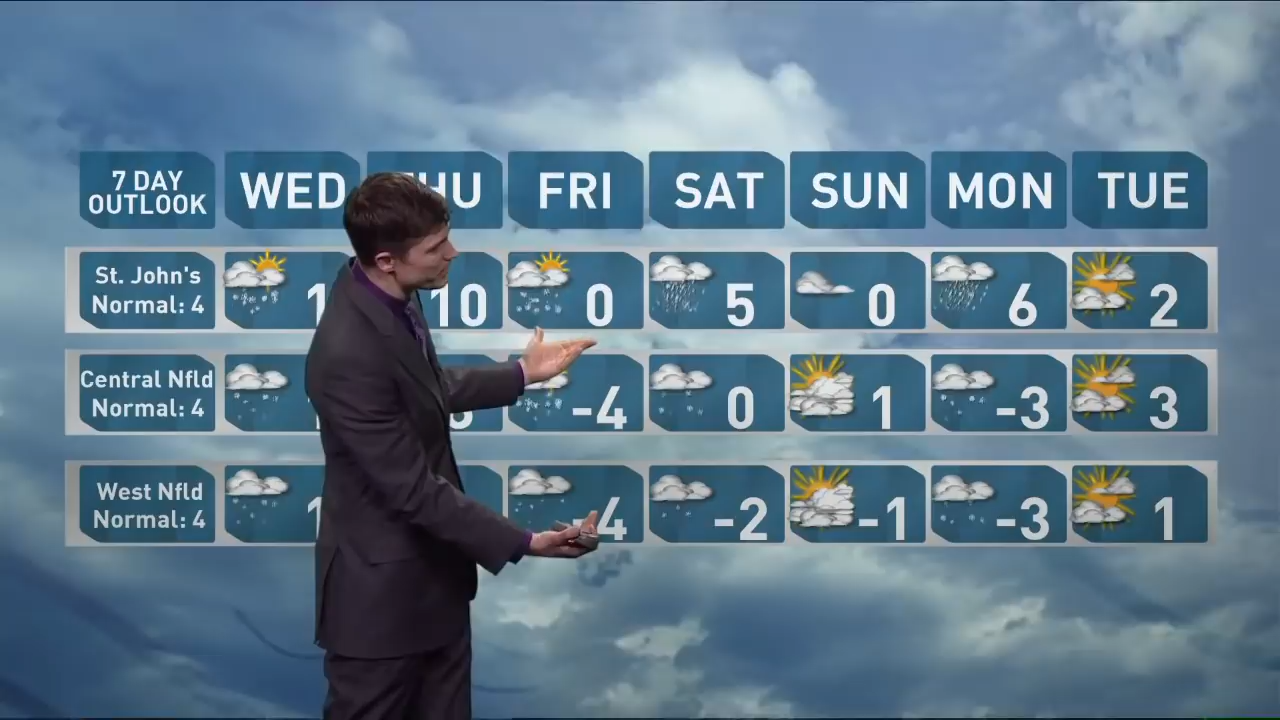 7 DAY
OUTLOOK
WED
FRI
SAT
SUN
MON
TUE
St. John's
Normal: 4
10
0
5
0
6
2
Central Nfld
Normal: 4
-4
0
1
-3
3
West Nfld
Normal: 4
-2
-1
-3
1